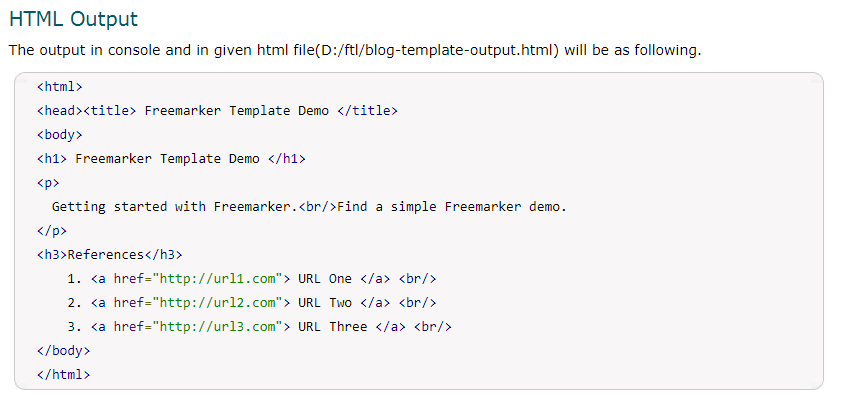 HTML Output
The output in console and in given html file(D:/ftl/blog-template-output.html) will be as following.
<html>
<head><title> Freemarker Template Demo </title>
<body>
<h1> Freemarker Template Demo </h1>
<p>
  Getting started with Freemarker.<br/>Find a simple Freemarker demo.
</p>
<h3>References</h3>
    1. <a href="http://url1.com"> URL One </a> <br/>
    2. <a href="http://url2.com"> URL Two </a> <br/>
    3. <a href="http://url3.com"> URL Three </a> <br/>
</body>
</html>